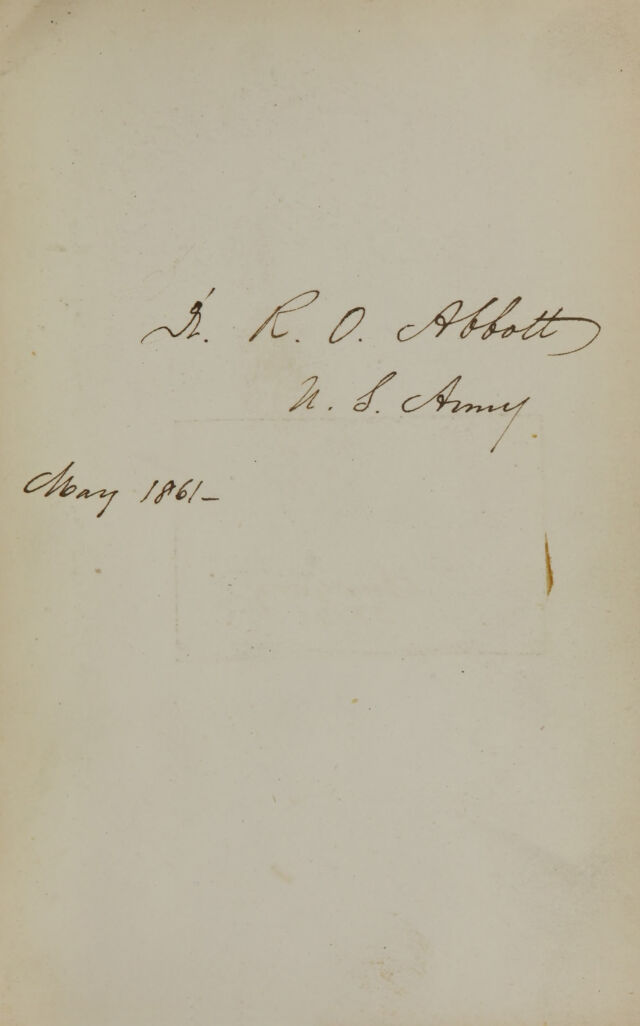 Dr. R. O. Abbott
U. S. Army
May 1861-